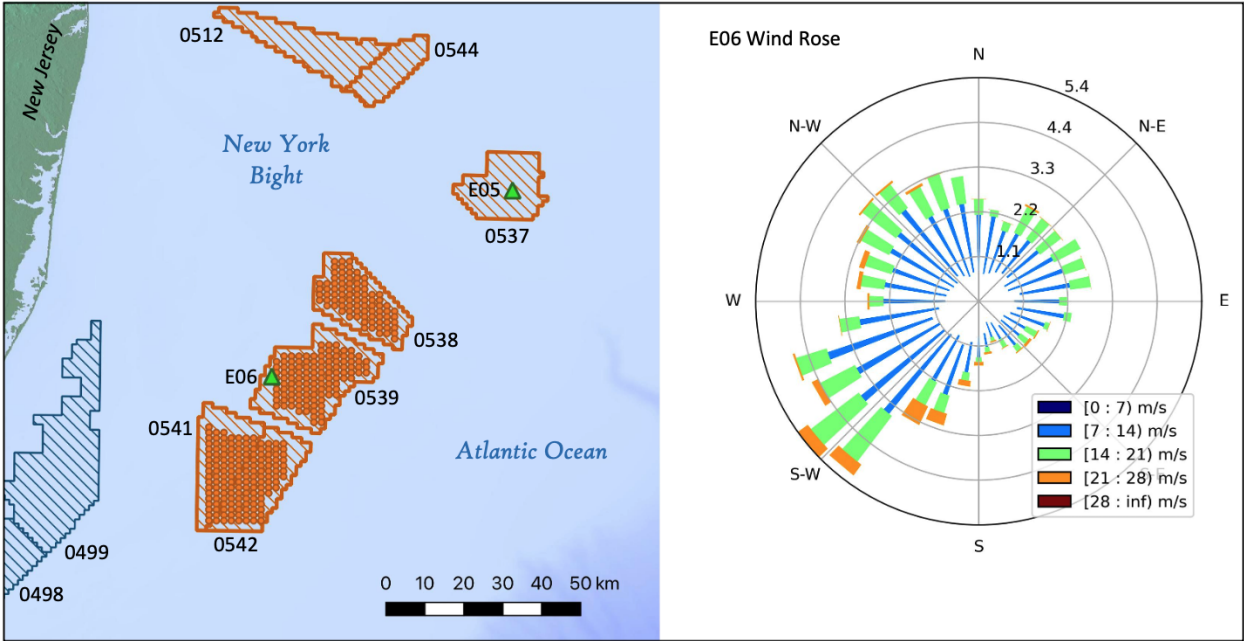 0512
0544
New Jersey
New York
Bight
E05
0537
0538
E06
0539
0541
Atlantic Ocean
0542
0499
0498
0 10 20 30 40 50 km
E06 Wind Rose
N
5.4
N-W
4.4
N-E
3.3
2.2
1.1
W
E
[0 : 7) m/s
[7 : 14) m/s
[14 : 21) m/s
[21 : 28) m/s
[28 : inf) m/s
S-W
S-E
S